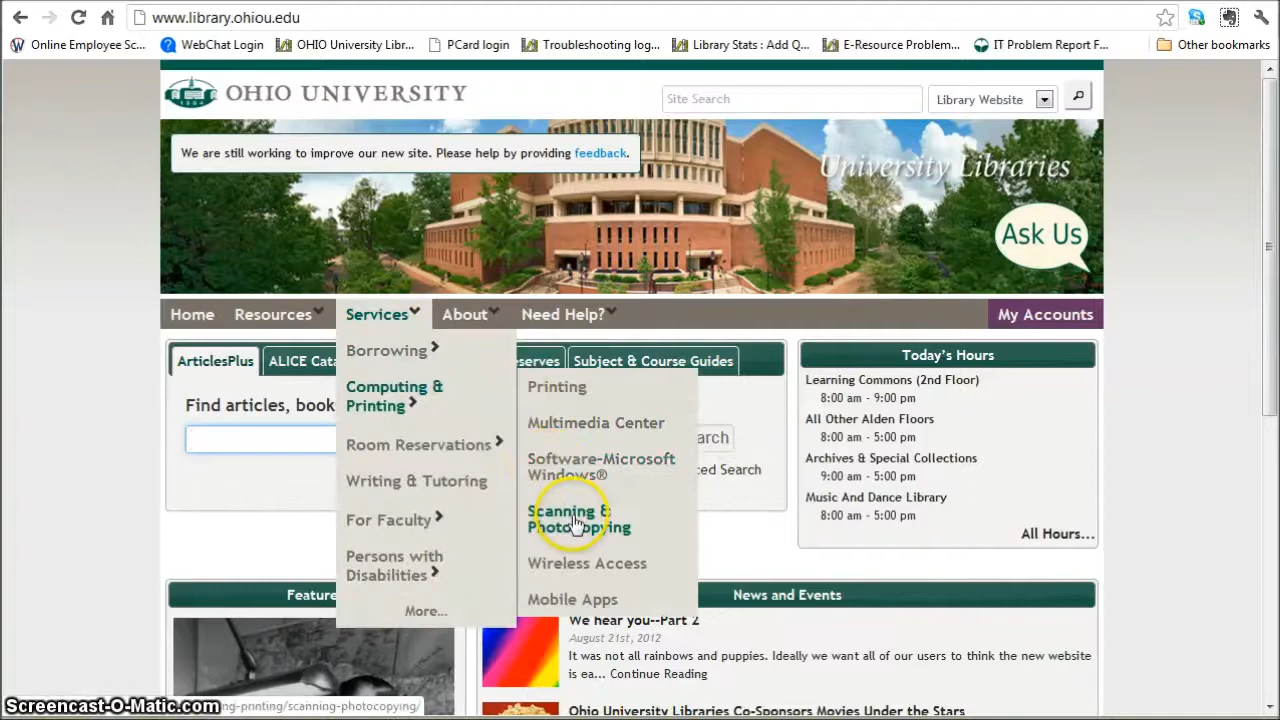 www.library.ohiou.edu
Online Employee Sc...
WebChat Login
OHIO University Libr...
PCard login
Troubleshooting log...
Library Stats : Add Q...
E-Resource Problem...
IT Problem Report F...
Other bookmarks
1804
OHIO UNIVERSITY
Site Search
Library Website
We are still working to improve our new site. Please help by providing feedback.
University Libraries
Ask Us
Home
Resources
Services
About
Need Help?
My Accounts
Borrowing
Computing &
Printing
Room Reservations
Writing & Tutoring
For Faculty
Persons with
Disabilities
More...
Printing
Multimedia Center
Software-Microsoft
Windows®
Scanning &
Photocopying
Wireless Access
Mobile Apps
ArticlesPlus
ALICE Cata
eserves
Subject & Course Guides
Find articles, book
arch
ced Search
Today's Hours
Learning Commons (2nd Floor)
8:00 am - 9:00 pm
All Other Alden Floors
8:00 am - 5:00 pm
Archives & Special Collections
9:00 am - 5:00 pm
Music And Dance Library
8:00 am - 5:00 pm
All Hours...
Feature
News and Events
We hear you--Part 2
August 21st, 2012
It was not all rainbows and puppies. Ideally we want all of our users to think the new website
is ea... Continue Reading
Ohio University Libraries Co-Sponsors Movies Under the Stars
Screencast-O-Matic.com
ng-printing/scanning-photocopying/